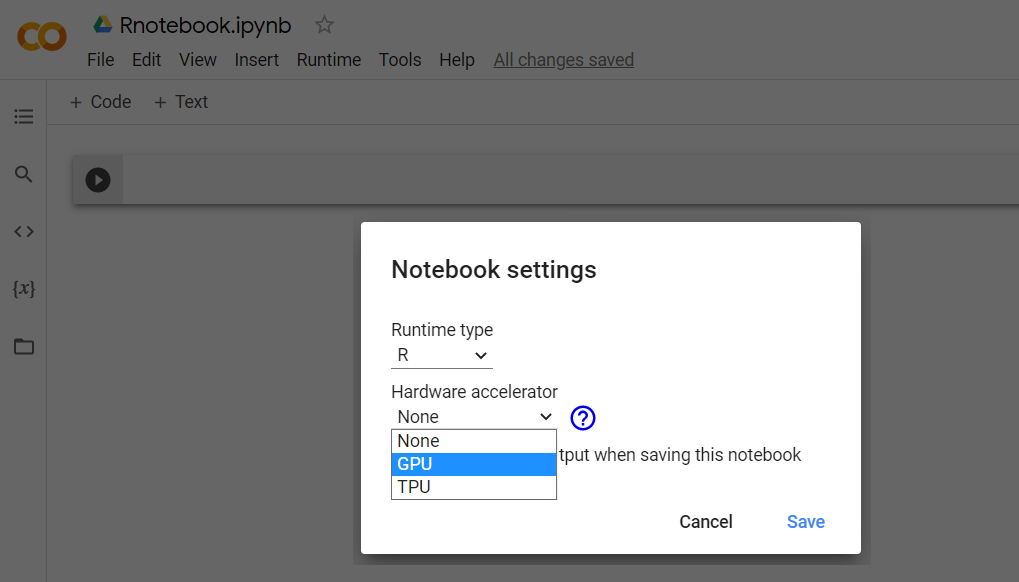 Rnotebook.ipynb
File Edit View Insert Runtime Tools Help All changes saved
+ Code + Text
{x}
Notebook settings
Runtime type
R
Hardware accelerator
None
?
None
GPU
tput when saving this notebook
TPU
Cancel Save